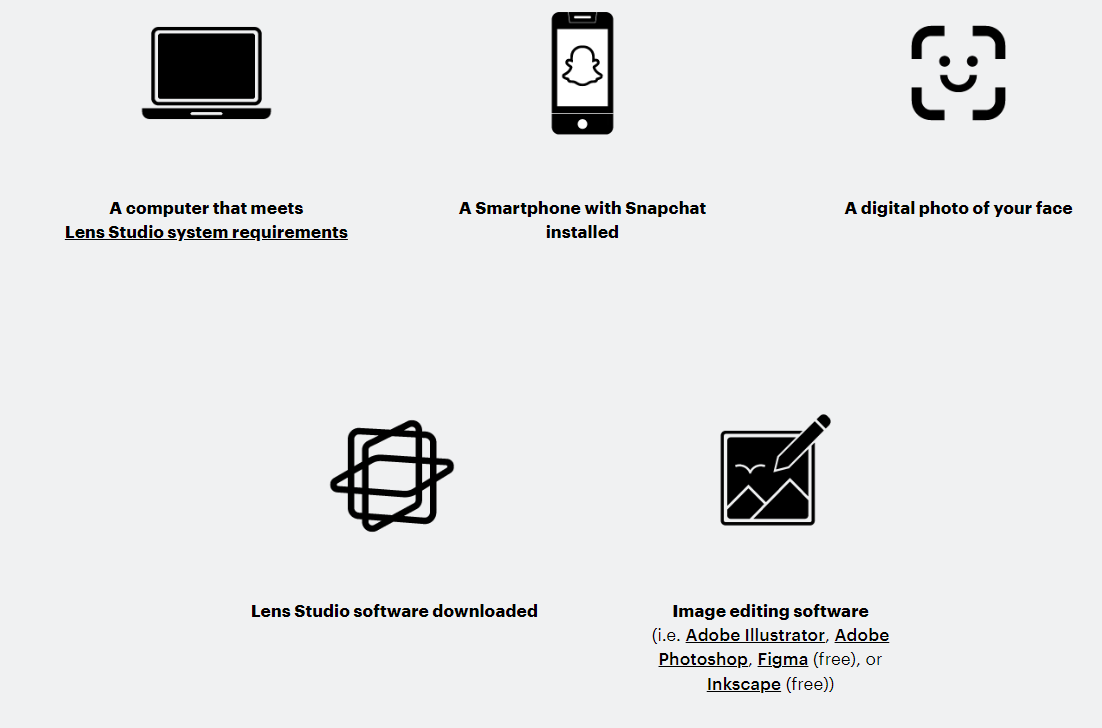 A computer that meets
Lens Studio system requirements
A Smartphone with Snapchat
installed
A digital photo of your face
Lens Studio software downloaded
Image editing software
(i.e. Adobe Illustrator, Adobe
Photoshop, Figma (free), or
Inkscape (free))